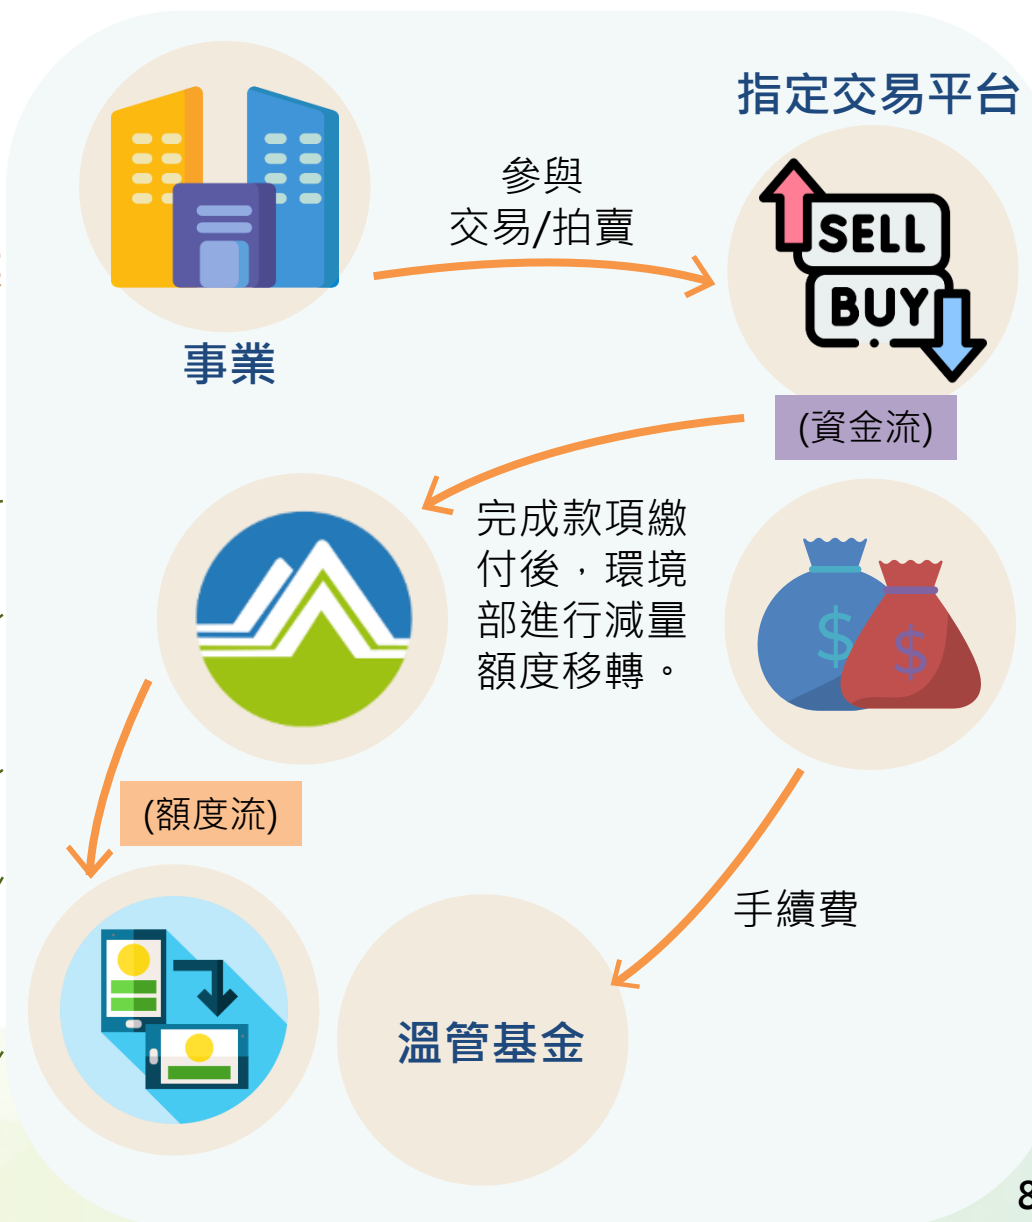 指定交易平台
參與
交易/拍賣
SELL
BUY
事業
(資金流)
完成款項繳
付後，環境
部進行減量
額度移轉。
$
$
(額度流)
手續費
溫管基金
8